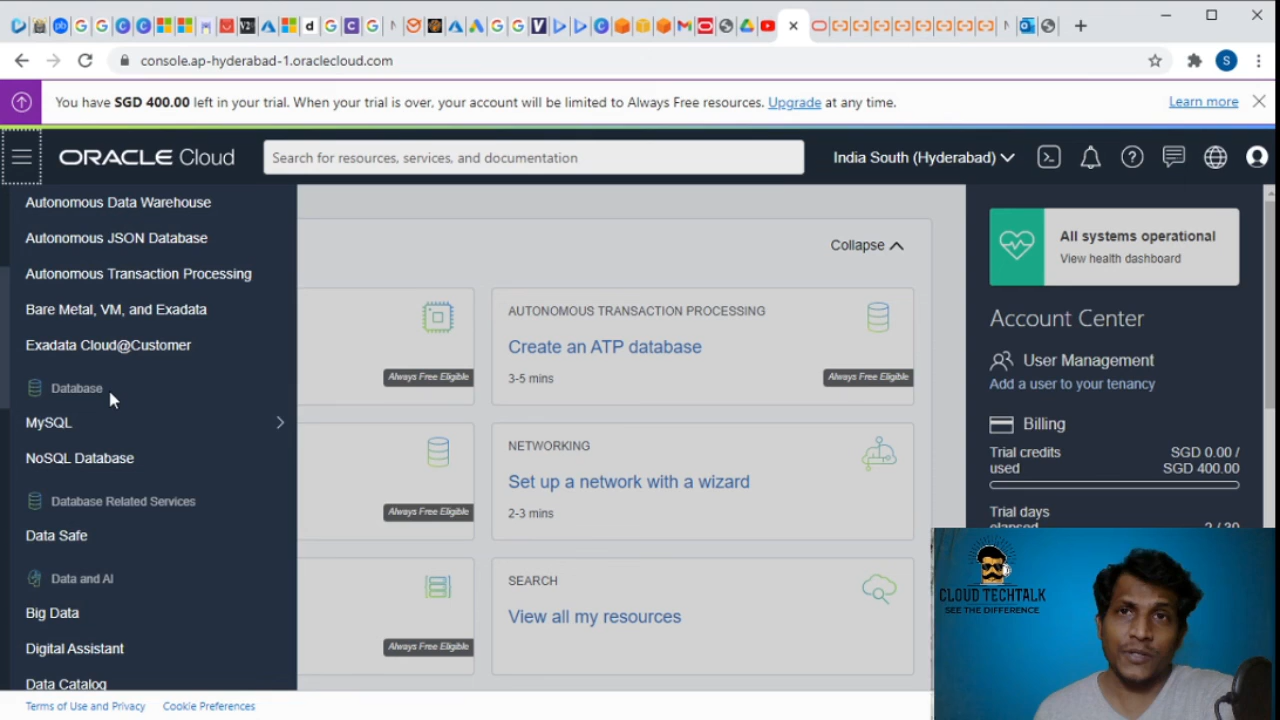 console.ap-hyderabad-1.oraclecloud.com
S
You have SGD 400.00 left in your trial. When your trial is over, your account will be limited to Always Free resources. Upgrade at any time.
Learn more
ORACLE Cloud
Search for resources, services, and documentation
India South (Hyderabad)
Autonomous Data Warehouse
Autonomous JSON Database
Autonomous Transaction Processing
Bare Metal, VM, and Exadata
Exadata Cloud@Customer
Database
MySQL
NoSQL Database
Database Related Services
Data Safe
Data and AI
Big Data
Digital Assistant
Data Catalog
Collapse
Always Free Eligible
AUTONOMOUS TRANSACTION PROCESSING
Create an ATP database
3-5 mins
Always Free Eligible
Always Free Eligible
NETWORKING
Set up a network with a wizard
2-3 mins
Always Free Eligible
SEARCH
View all my resources
All systems operational
View health dashboard
Account Center
User Management
Add a user to your tenancy
Billing
Trial credits used
SGD 0.00 / SGD 400.00
Trial days
elapsed
2 / 30
CLOUD TECHTALK
SEE THE DIFFERENCE
Terms of Use and Privacy
Cookie Preferences